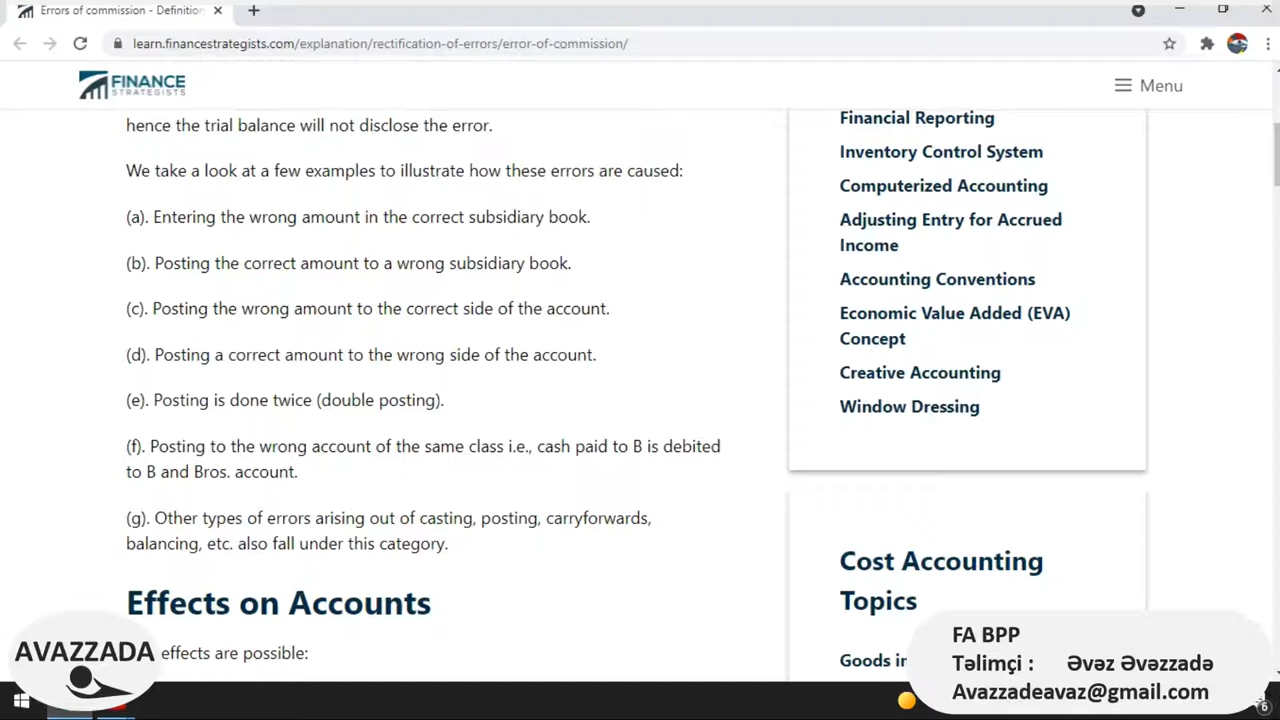 Errors of commission - Definition
learn.financestrategists.com/explanation/rectification-of-errors/error-of-commission/
FINANCE
STRATEGISTS
Menu
hence the trial balance will not disclose the error.
We take a look at a few examples to illustrate how these errors are caused:
(a). Entering the wrong amount in the correct subsidiary book.
(b). Posting the correct amount to a wrong subsidiary book.
(c). Posting the wrong amount to the correct side of the account.
(d). Posting a correct amount to the wrong side of the account.
(e). Posting is done twice (double posting).
(f). Posting to the wrong account of the same class i.e., cash paid to B is debited
to B and Bros. account.
(g). Other types of errors arising out of casting, posting, carryforwards,
balancing, etc. also fall under this category.
Effects on Accounts
effects are possible:
Financial Reporting
Inventory Control System
Computerized Accounting
Adjusting Entry for Accrued
Income
Accounting Conventions
Economic Value Added (EVA)
Concept
Creative Accounting
Window Dressing
Cost Accounting
Topics
Goods in
AVAZZADA
FA BPP
Təlimçi : Əvəz Əvəzzadə
Avazzadeavaz@gmail.com
6